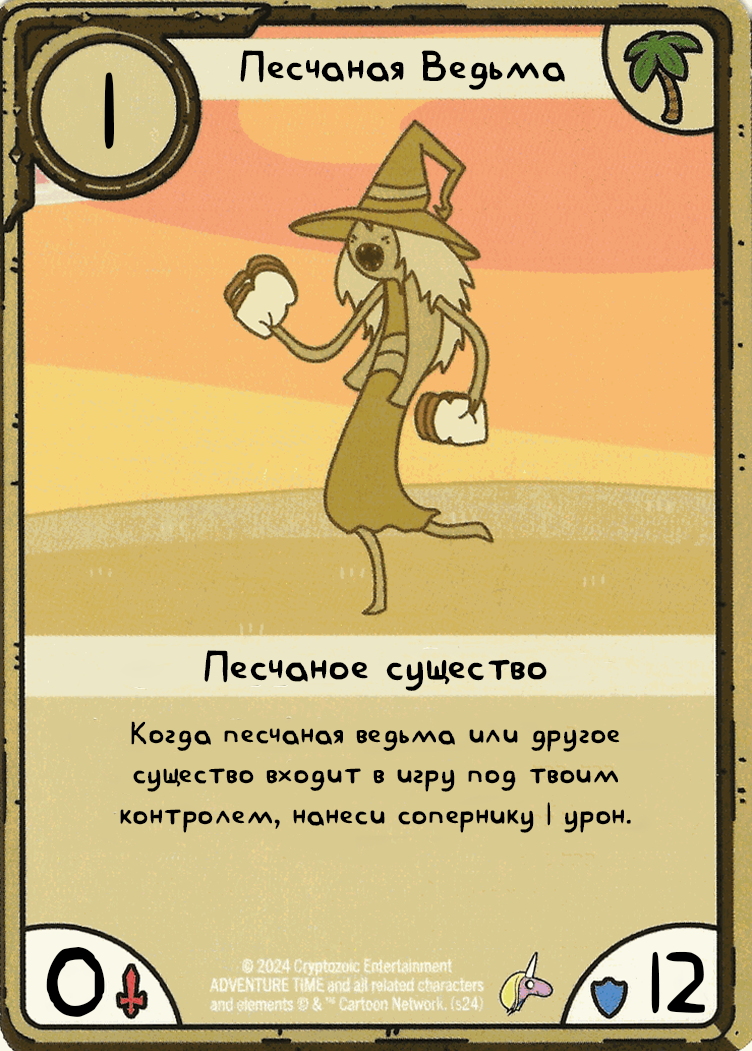 1
Песчаная Ведьма
Песчаное существо
Когда песчаная ведьма или другое
существо входит в игру под твоим
контролем, нанеси сопернику 1 урон.
0
© 2024 Cryptozoic Entertainment
ADVENTURE TIME and all related characters
and elements © & ™ Cartoon Network. (s24)
12